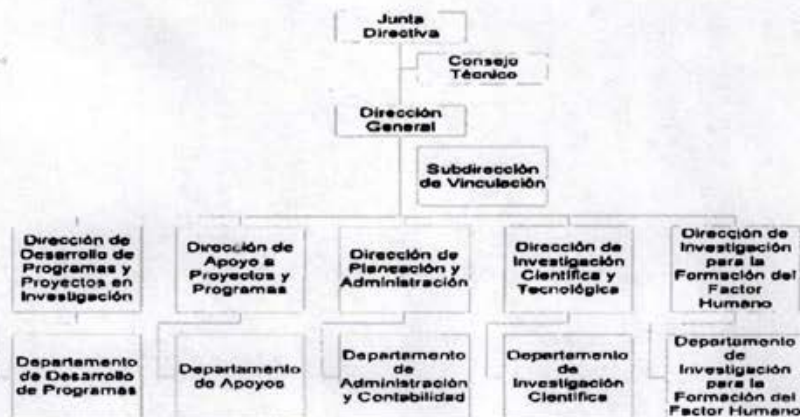 Junta
Directiva
Consejo
Técnico
Dirección
General
Subdirección
de Vinculación
Dirección de
Desarrollo de
Programas y
Proyectos en
Investigación
Dirección de
Apoyo a
Proyectos y
Programas
Dirección de
Planeación y
Administración
Dirección de
Investigación
Científica y
Tecnológica
Dirección de
Investigación
para la
Formación del
Factor
Humano
Departamento
de Desarrollo
de Programas
Departamento
de Apoyos
Departamento
de
Administración
y Contabilidad
Departamento
de
Investigación
Científica
Departamento
de
Investigación
para la
Formación del
Factor Humano